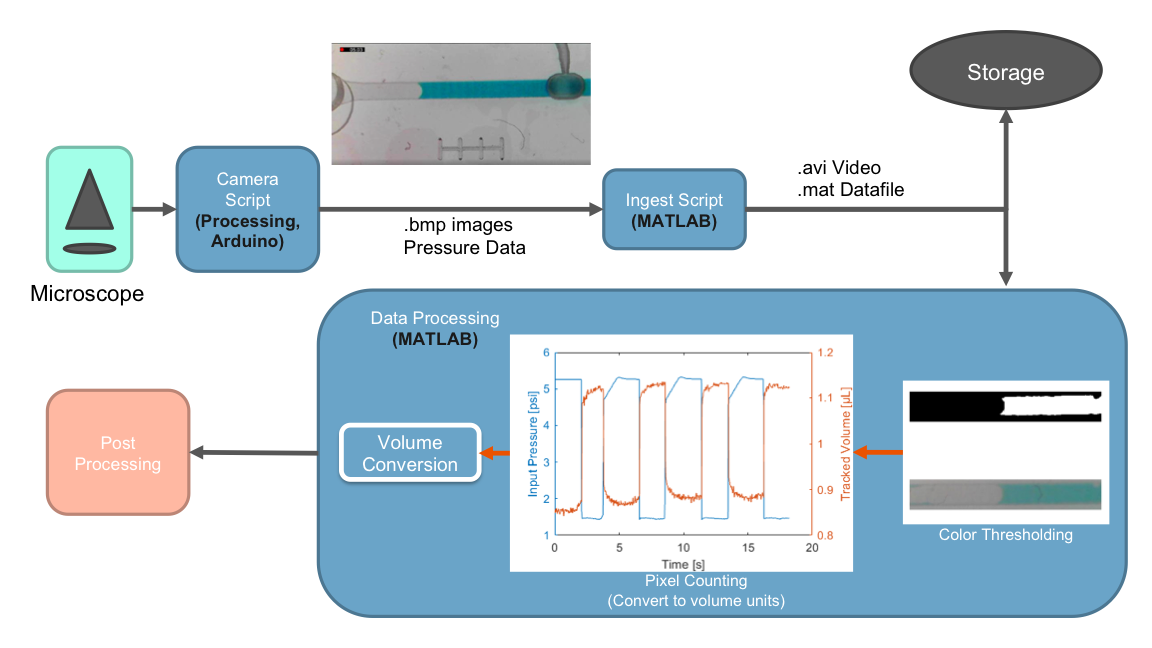 Storage
.avi Video
.mat Datafile
Camera
Script
(Processing,
Arduino)
Ingest Script
(MATLAB)
.bmp images
Pressure Data
Microscope
Data Processing
(MATLAB)
6
5
4
3
2
1
Input Pressure [psi]
1.2
1.1
1
0.9
0.8
Tracked Volume [µL]
0 5 10 15 20
Time [s]
Volume
Conversion
Post
Processing
Color Thresholding
Pixel Counting
(Convert to volume units)